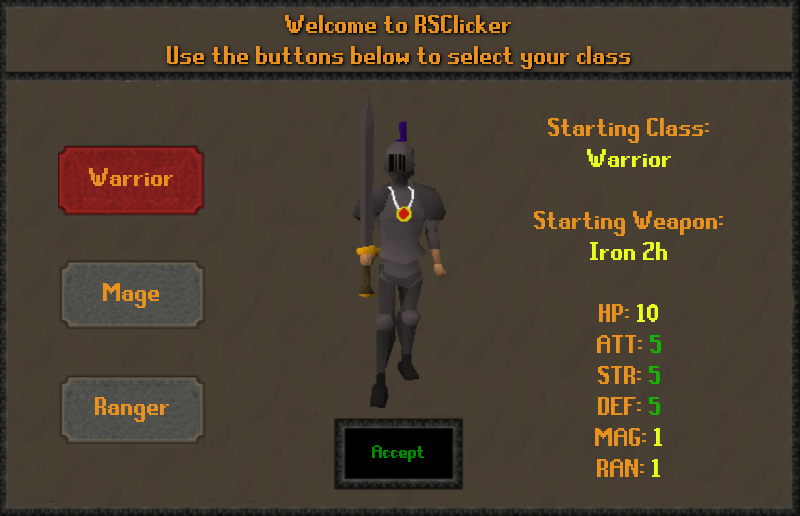 Welcome to RSClicker
Use the buttons below to select your class
Warrior
Mage
Ranger
Accept
Starting Class:
Warrior
Starting Weapon:
Iron 2h
HP: 10
ATT: 5
STR: 5
DEF: 5
MAG: 1
RAN: 1